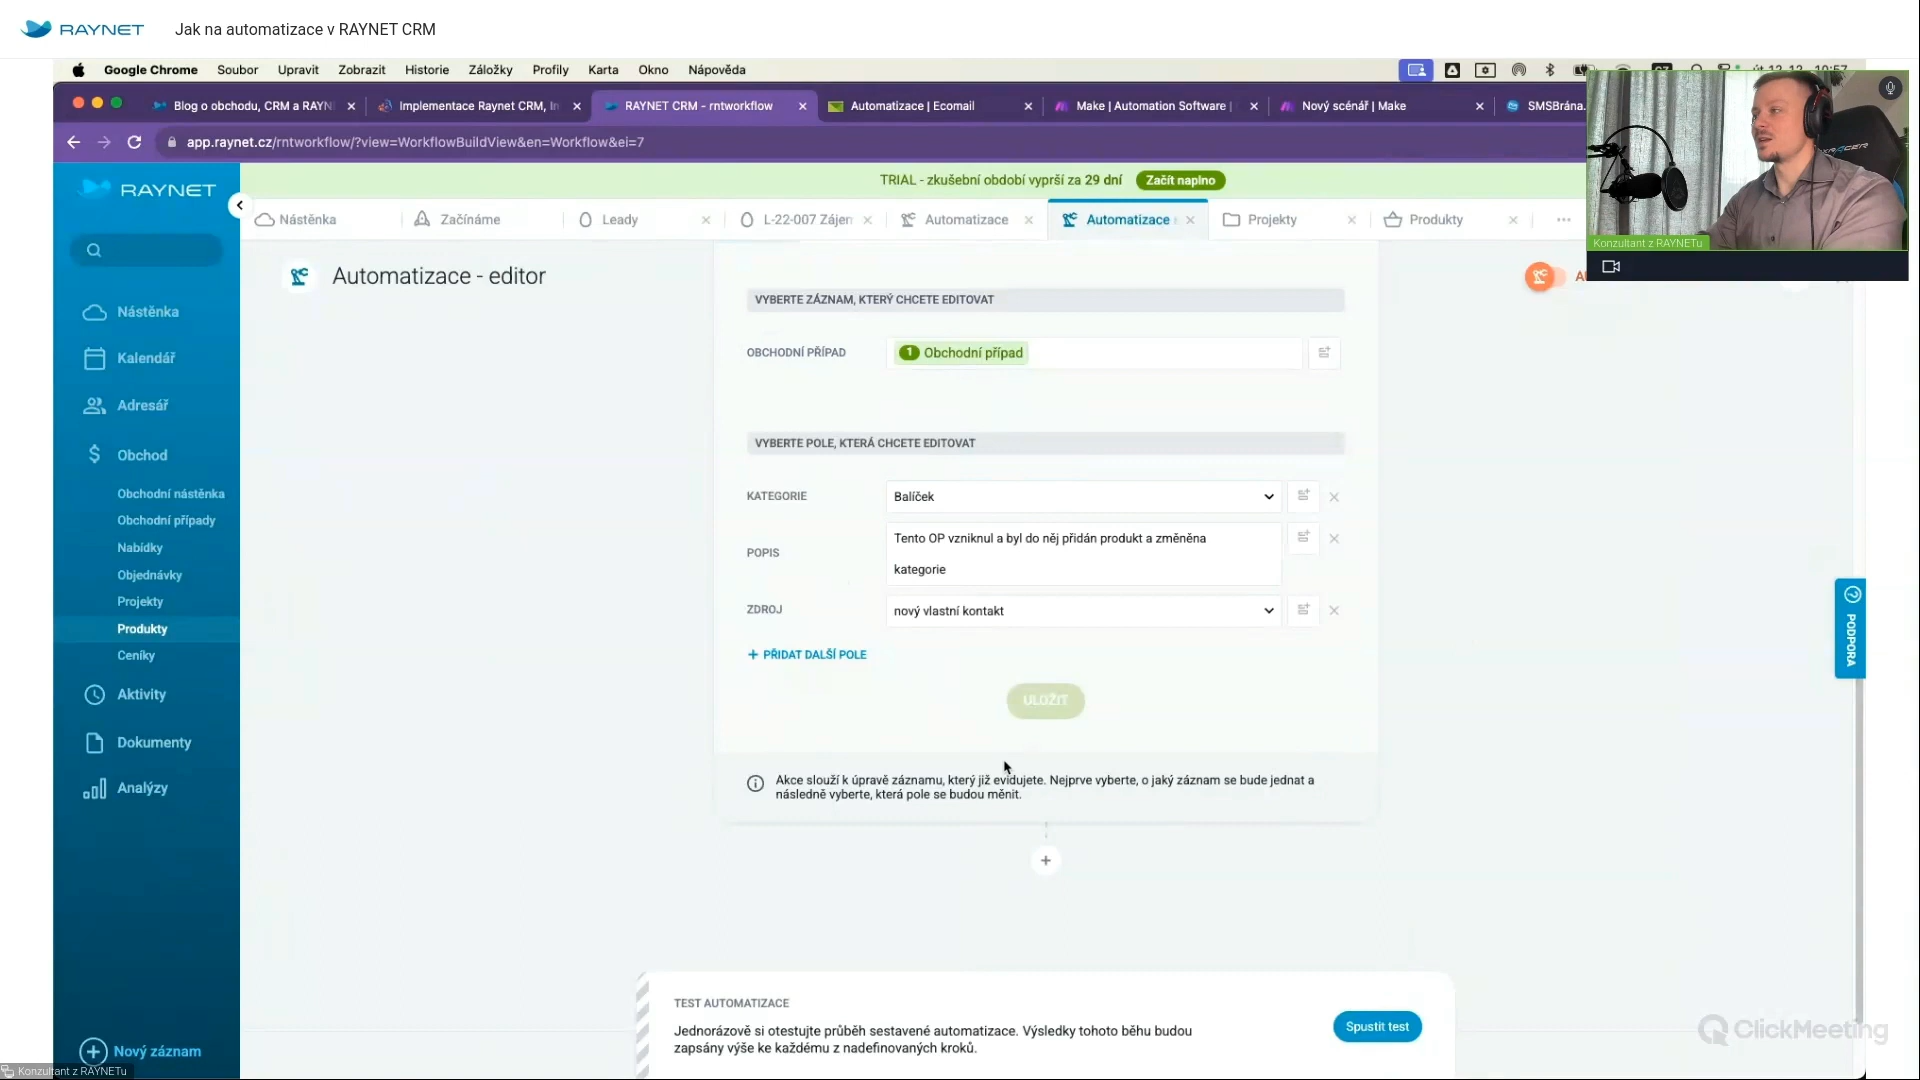 RAYNET
Jak na automatizace v RAYNET CRM
Google Chrome Soubor Upravit Zobrazit Historie Záložky Profily Karta Okno Nápověda
Blog o obchodu, CRM a RAYN
Implementace Raynet CRM, In
RAYNET CRM - rntworkflow
Automatizace | Ecomail
Make | Automation Software |
Nový scénář | Make
SMSBrána.
app.raynet.cz/rntworkflow/?view=WorkflowBuildView&en=Workflow&ei=7
Konzultant z RAYNETu
RAYNET
TRIAL - zkušební období vyprší za 29 dní
Začít naplno
Nástěnka
Začínáme
Leady
L-22-007 Zájem
Automatizace
Automatizace
Projekty
Produkty
Automatizace - editor
Nástěnka
Kalendář
Adresář
Obchod
Obchodní nástěnka
Obchodní případy
Nabídky
Objednávky
Projekty
Produkty
Ceníky
Aktivity
Dokumenty
Analýzy
Nový záznam
VYBERTE ZÁZNAM, KTERÝ CHCETE EDITOVAT
OBCHODNÍ PŘÍPAD
1 Obchodní případ
VYBERTE POLE, KTERÁ CHCETE EDITOVAT
KATEGORIE
Balíček
POPIS
Tento OP vzniknul a byl do něj přidán produkt a změněna
kategorie
ZDROJ
nový vlastní kontakt
+ PŘIDAT DALŠÍ POLE
ULOŽIT
Akce slouží k úpravě záznamu, který již evidujete. Nejprve vyberte, o jaký záznam se bude jednat a
následně vyberte, která pole se budou měnit.
PODPORA
TEST AUTOMATIZACE
Jednorázově si otestujte průběh sestavené automatizace. Výsledky tohoto běhu budou
zapsány výše ke každému z nadefinovaných kroků.
Spustit test
ClickMeeting
Konzultant z RAYNETu